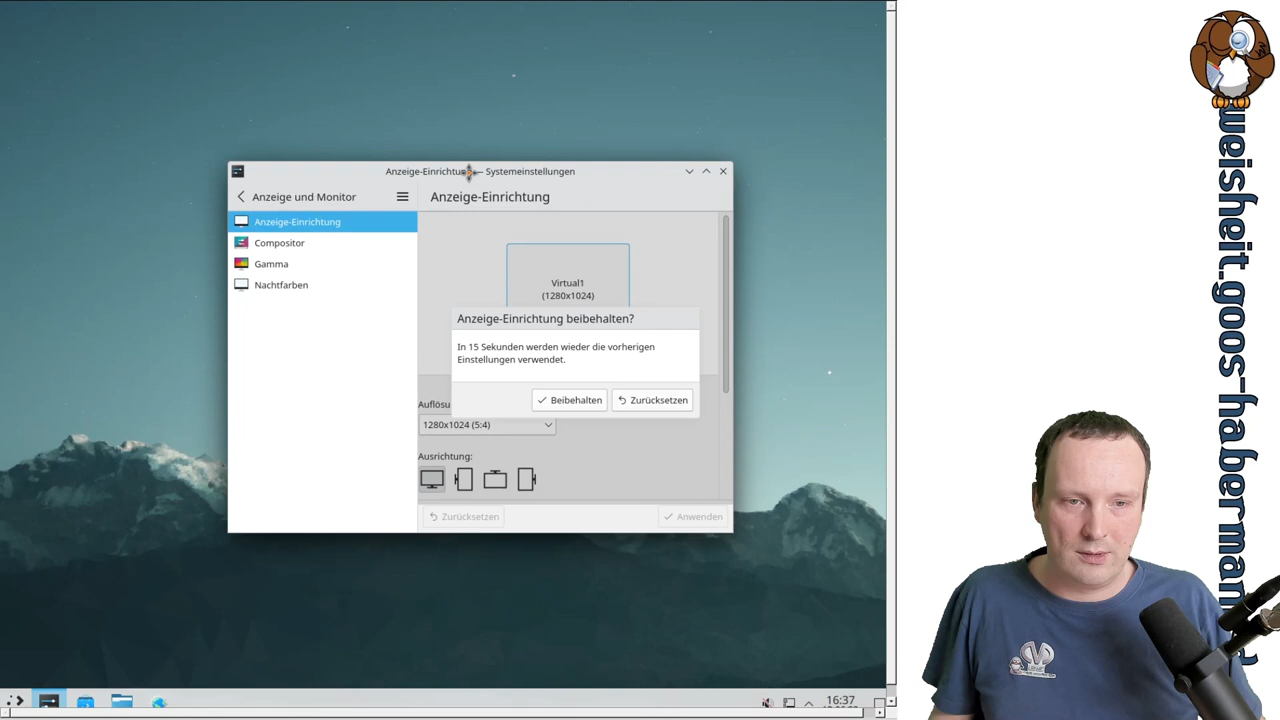 Anzeige-Einrichtung — Systemeinstellungen
Anzeige und Monitor
Anzeige-Einrichtung
Anzeige-Einrichtung
Compositor
Gamma
Nachtfarben
Virtual1
(1280x1024)
Anzeige-Einrichtung beibehalten?
In 15 Sekunden werden wieder die vorherigen
Einstellungen verwendet.
Beibehalten
Zurücksetzen
Auflösu
1280x1024 (5:4)
Ausrichtung:
Zurücksetzen
Anwenden
16:37
weisheit.goos-haberman